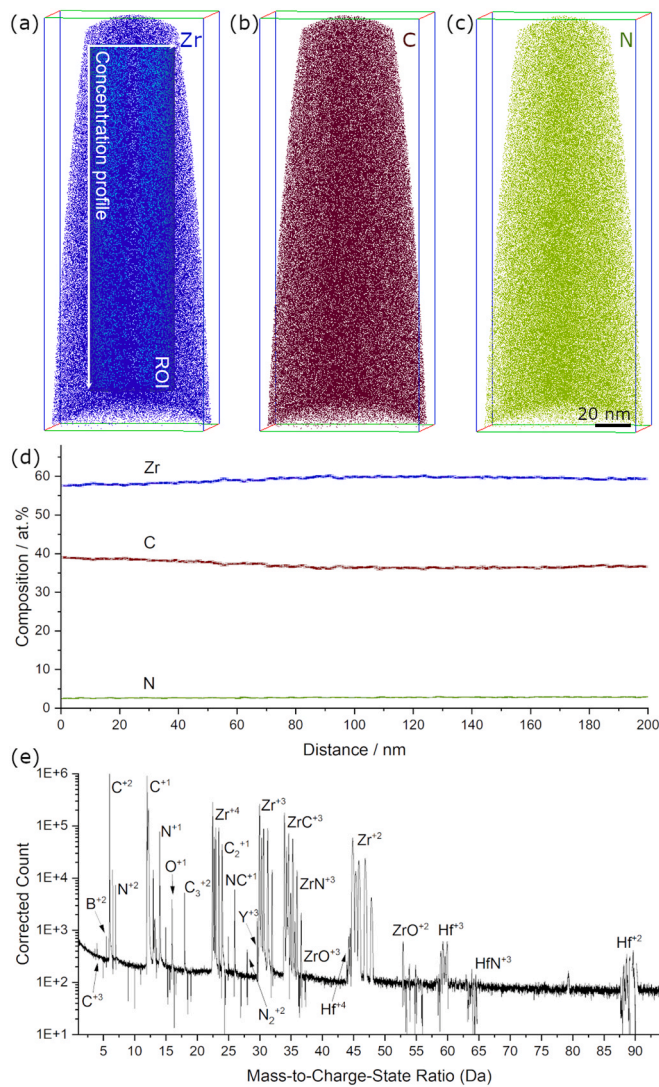 (a)
Zr
Concentration profile
ROI
(b)
C
(c)
N
20 nm
(d)
Composition / at.%
70
60
50
40
30
20
10
0
Zr
C
N
0 20 40 60 80 100 120 140 160 180 200
Distance / nm
(e)
Corrected Count
1E+6
1E+5
1E+4
1E+3
1E+2
1E+1
C+2
C+1
Zr+4
Zr+3
ZrC+3
Zr+2
N+1
C2+1
O+1
NC+1
ZrN+3
B+2
N+2
C3+2
Y+3
ZrO+3
ZrO+2
Hf+3
HfN+3
Hf+2
C+3
N2+2
Hf+4
5 10 15 20 25 30 35 40 45 50 55 60 65 70 75 80 85 90
Mass-to-Charge-State Ratio (Da)